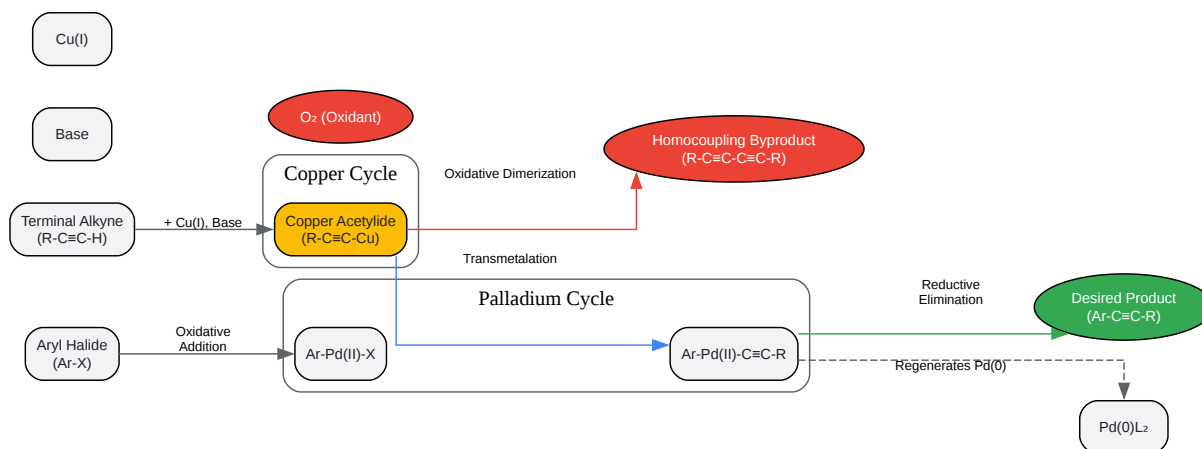 Cu(I)
Base
O₂ (Oxidant)
Homocoupling Byproduct
(R-C≡C-C≡C-R)
Copper Cycle
Oxidative Dimerization
Terminal Alkyne
(R-C≡C-H)
+ Cu(I), Base
Copper Acetylide
(R-C≡C-Cu)
Transmetalation
Palladium Cycle
Reductive
Elimination
Desired Product
(Ar-C≡C-R)
Aryl Halide
(Ar-X)
Oxidative
Addition
Ar-Pd(II)-X
Ar-Pd(II)-C≡C-R
Regenerates Pd(0)
Pd(0)L₂